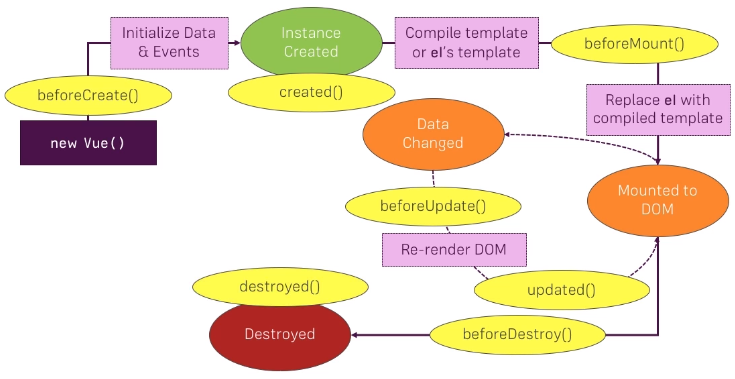 Initialize Data
& Events
Instance
Created
Compile template
or el's template
beforeMount()
beforeCreate()
created()
Replace el with
compiled template
new Vue()
Data
Changed
Mounted to
DOM
beforeUpdate()
Re-render DOM
destroyed()
updated()
Destroyed
beforeDestroy()